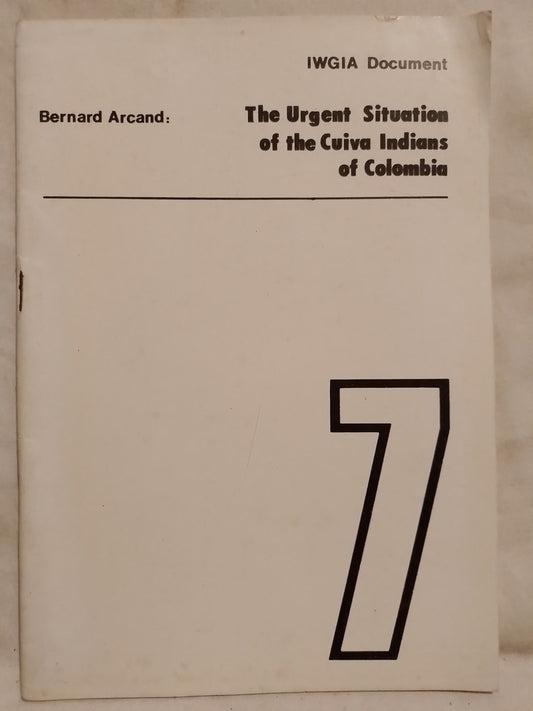 IWGIA Document
Bernard Arcand: The Urgent Situation
of the Cuiva Indians
of Colombia
7